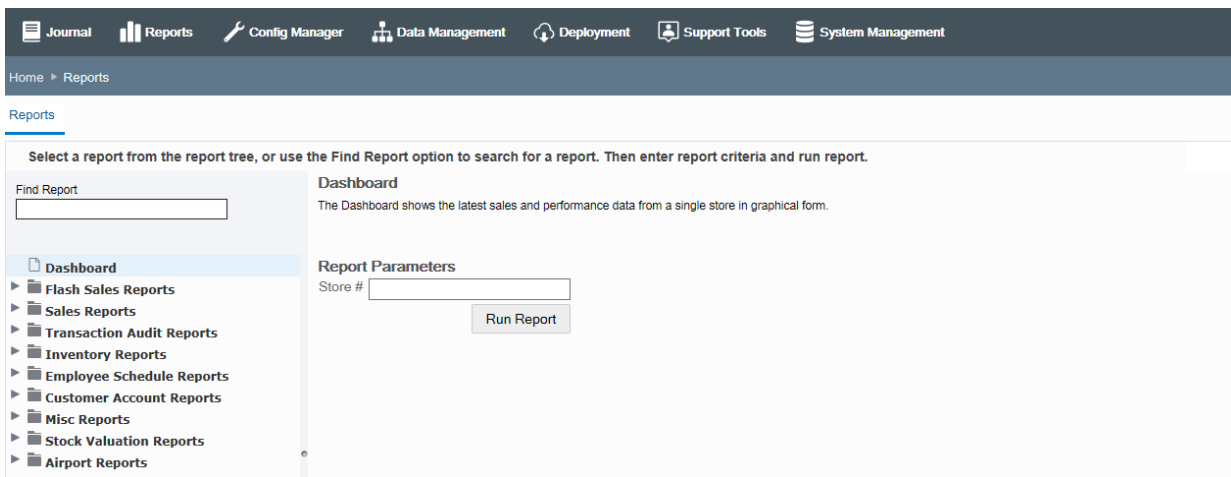 Journal Reports Config Manager Data Management Deployment Support Tools System Management
Home Reports
Reports
Select a report from the report tree, or use the Find Report option to search for a report. Then enter report criteria and run report.
Find Report
Dashboard
Flash Sales Reports
Sales Reports
Transaction Audit Reports
Inventory Reports
Employee Schedule Reports
Customer Account Reports
Misc Reports
Stock Valuation Reports
Airport Reports
Dashboard
The Dashboard shows the latest sales and performance data from a single store in graphical form.
Report Parameters
Store #
Run Report